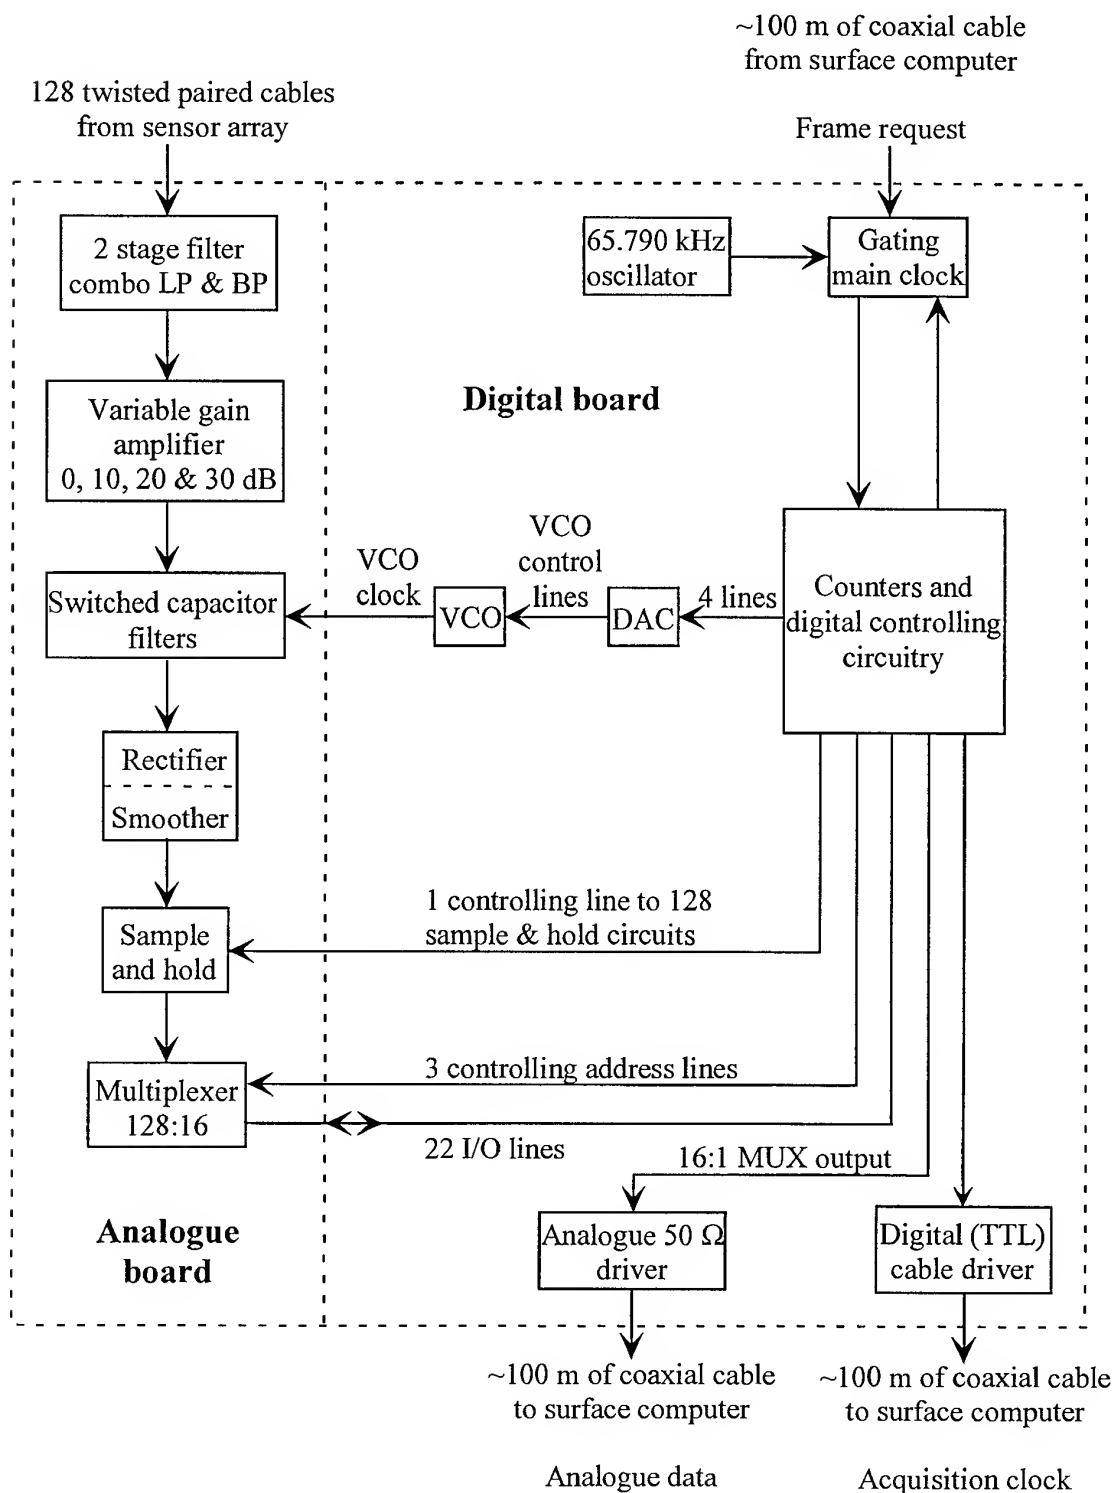 ~100 m of coaxial cable
from surface computer
128 twisted paired cables
from sensor array
Frame request
2 stage filter
combo LP & BP
65.790 kHz
oscillator
Gating
main clock
Variable gain
amplifier
0, 10, 20 & 30 dB
Digital board
VCO
clock
VCO
control
lines
4 lines
Switched capacitor
filters
VCO
DAC
Counters and
digital controlling
circuitry
Rectifier
Smoother
1 controlling line to 128
sample & hold circuits
Sample
and hold
3 controlling address lines
Multiplexer
128:16
22 I/O lines
16:1 MUX output
Analogue
board
Analogue 50 Ω
driver
Digital (TTL)
cable driver
~100 m of coaxial cable
to surface computer
~100 m of coaxial cable
to surface computer
Analogue data
Acquisition clock